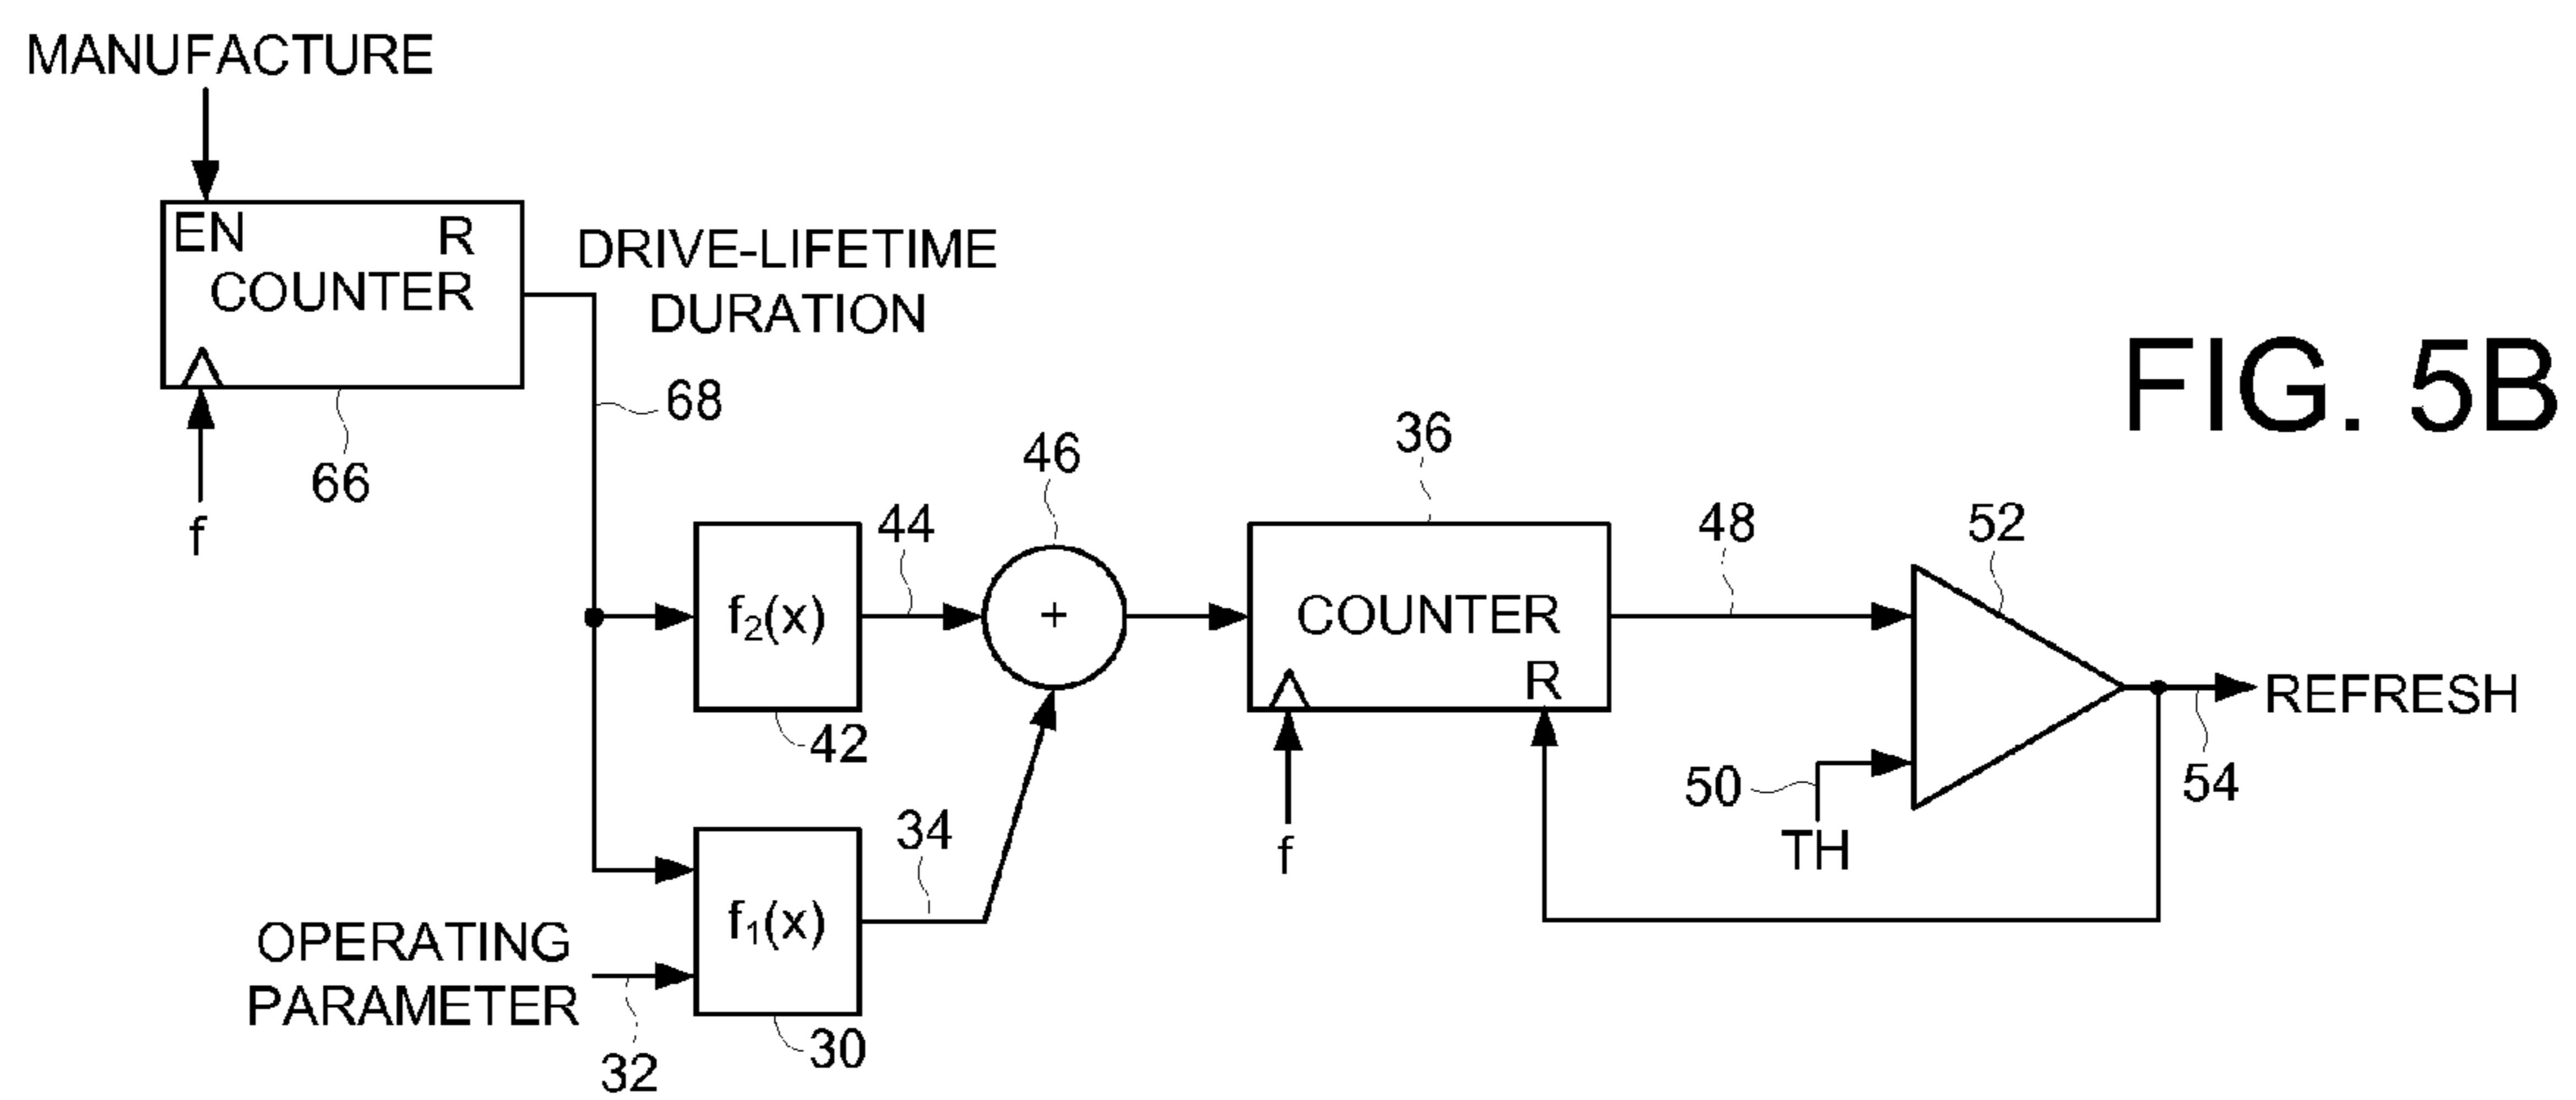 MANUFACTURE
EN R
COUNTER
DRIVE-LIFETIME
DURATION
FIG. 5B
68
66
f
36
46
44
48
52
f₂(x)
+
COUNTER
R
REFRESH
42
50
54
34
f
TH
f₁(x)
OPERATING
PARAMETER
30
32